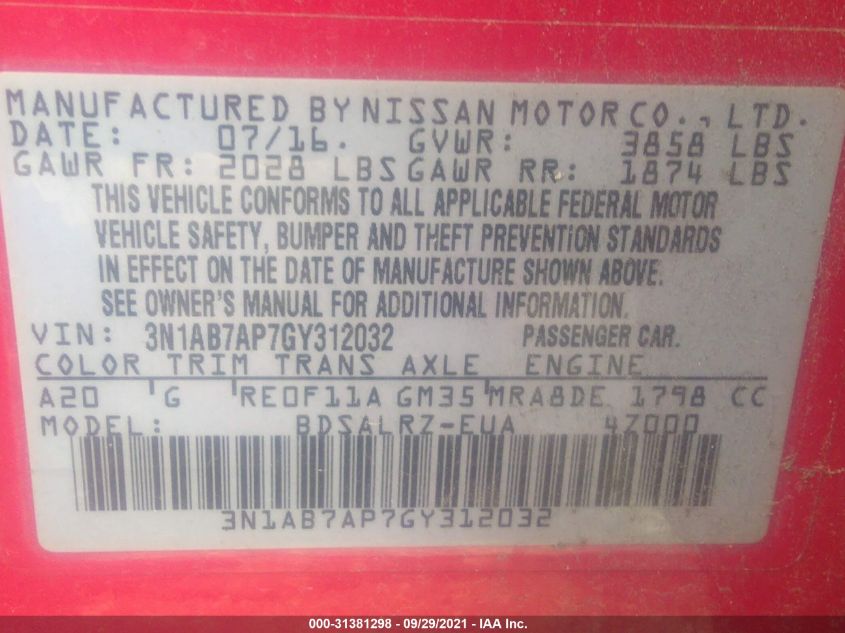 MANUFACTURED BY NISSAN MOTOR CO., LTD.
DATE: 07/16. GVWR: 3858 LBS
GAWR FR: 2028 LBS GAWR RR: 1874 LBS
THIS VEHICLE CONFORMS TO ALL APPLICABLE FEDERAL MOTOR
VEHICLE SAFETY, BUMPER AND THEFT PREVENTION STANDARDS
IN EFFECT ON THE DATE OF MANUFACTURE SHOWN ABOVE.
SEE OWNER'S MANUAL FOR ADDITIONAL INFORMATION.
VIN: 3N1AB7AP7GY312032 PASSENGER CAR.
COLOR TRIM TRANS AXLE ENGINE
A20 G RE0F11A GM35 MRA8DE 1798 CC
MODEL: BDSALRZ-EUA 4Z000
3N1AB7AP7GY312032
000-31381298 - 09/29/2021 - IAA Inc.